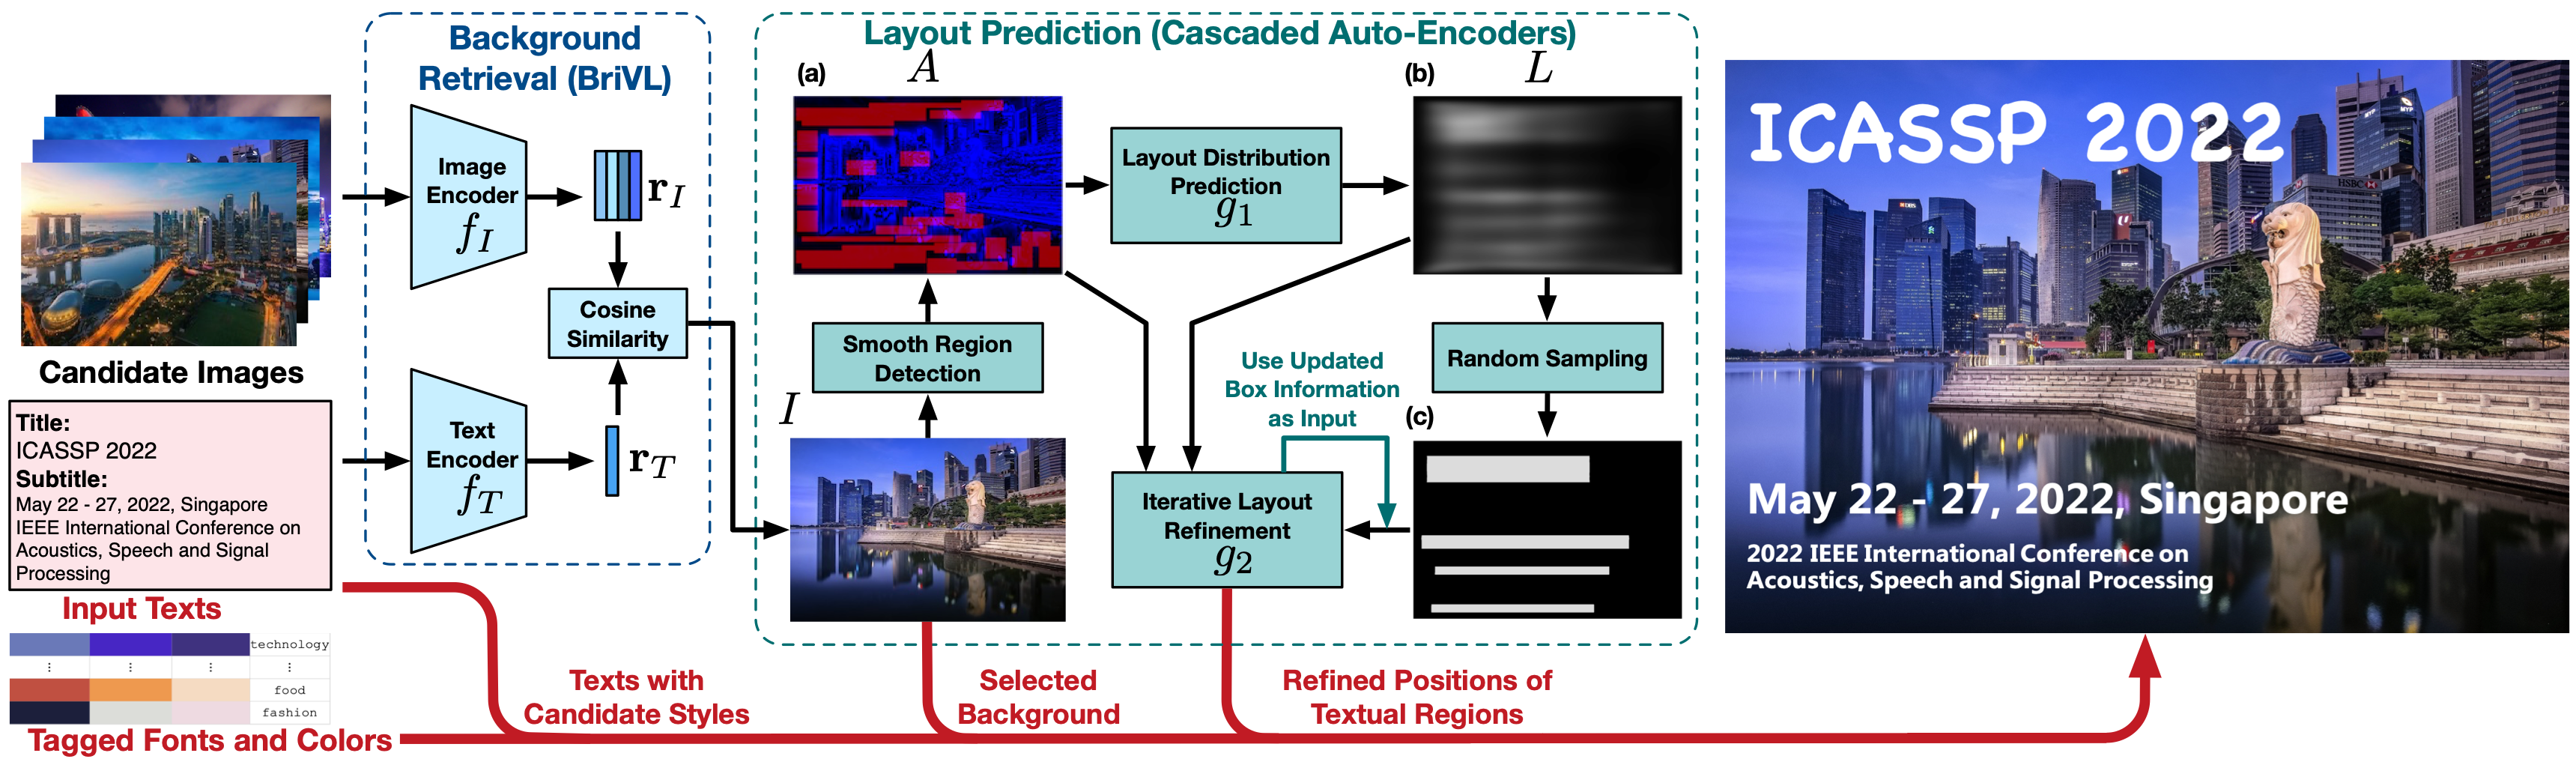 Background
Retrieval (BriVL)
Image
Encoder
f_I
r_I
Cosine
Similarity
Text
Encoder
f_T
r_T
Candidate Images
Title:
ICASSP 2022
Subtitle:
May 22 - 27, 2022, Singapore
IEEE International Conference on
Acoustics, Speech and Signal
Processing
Input Texts
technology
⋮ ⋮ ⋮ ⋮
food
fashion
Tagged Fonts and Colors
Layout Prediction (Cascaded Auto-Encoders)
(a) A
(b) L
Layout Distribution
Prediction
g_1
Smooth Region
Detection
I
Random Sampling
Use Updated
Box Information
as Input
(c)
Iterative Layout
Refinement
g_2
Texts with
Candidate Styles
Selected
Background
Refined Positions of
Textual Regions
ICASSP 2022
MYP
HSBC
May 22 - 27, 2022, Singapore
2022 IEEE International Conference on
Acoustics, Speech and Signal Processing